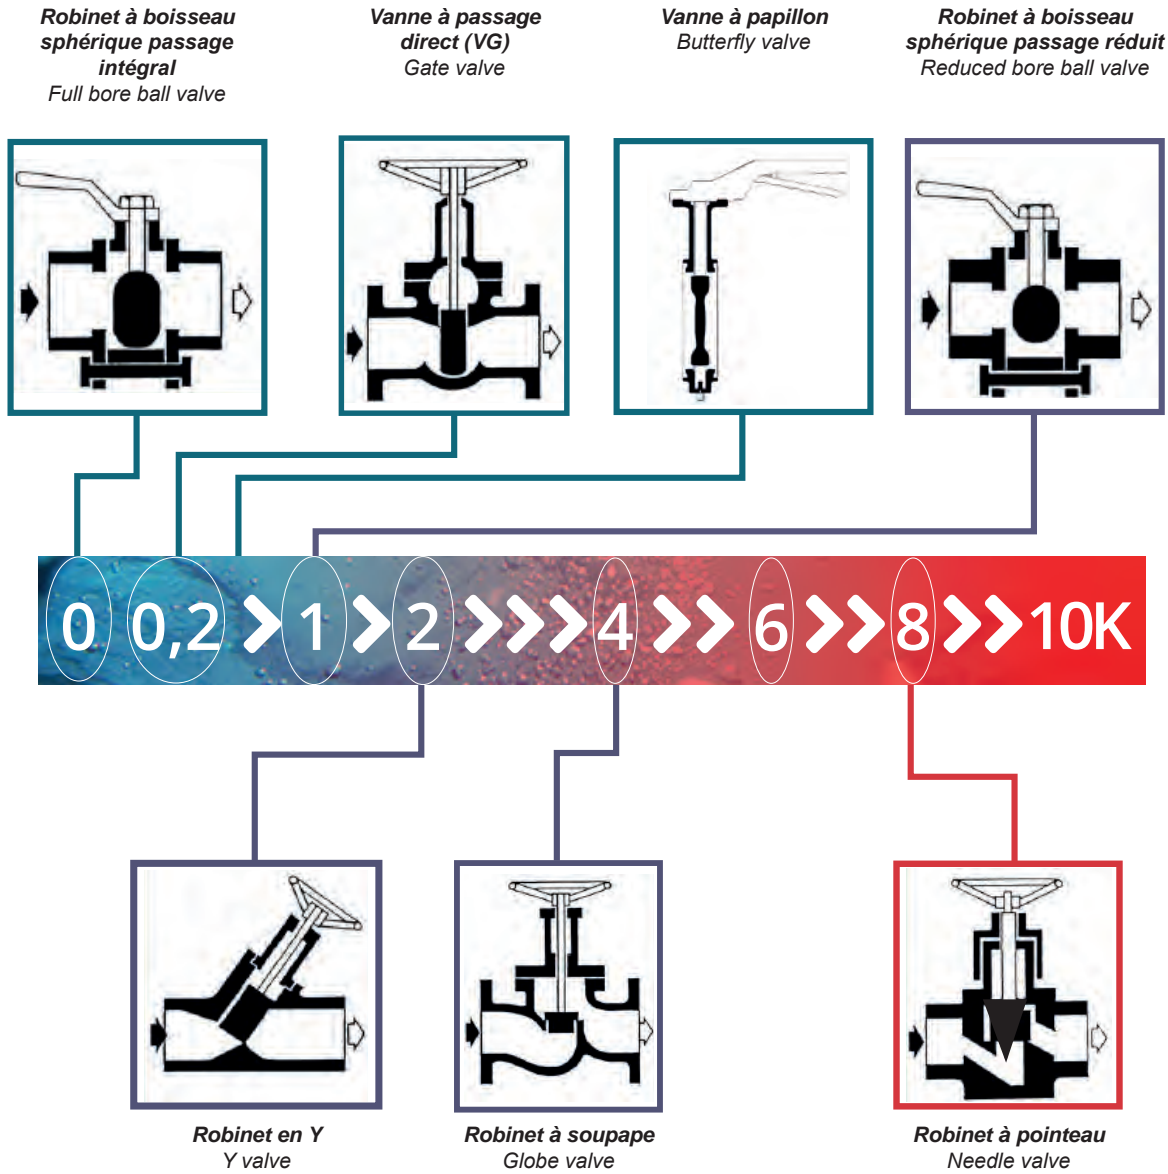 Robinet à boisseau
sphérique passage
intégral
Full bore ball valve
Vanne à passage
direct (VG)
Gate valve
Vanne à papillon
Butterfly valve
Robinet à boisseau
sphérique passage réduit
Reduced bore ball valve
0 0,2 1 2 4 6 8 10K
Robinet en Y
Y valve
Robinet à soupape
Globe valve
Robinet à pointeau
Needle valve